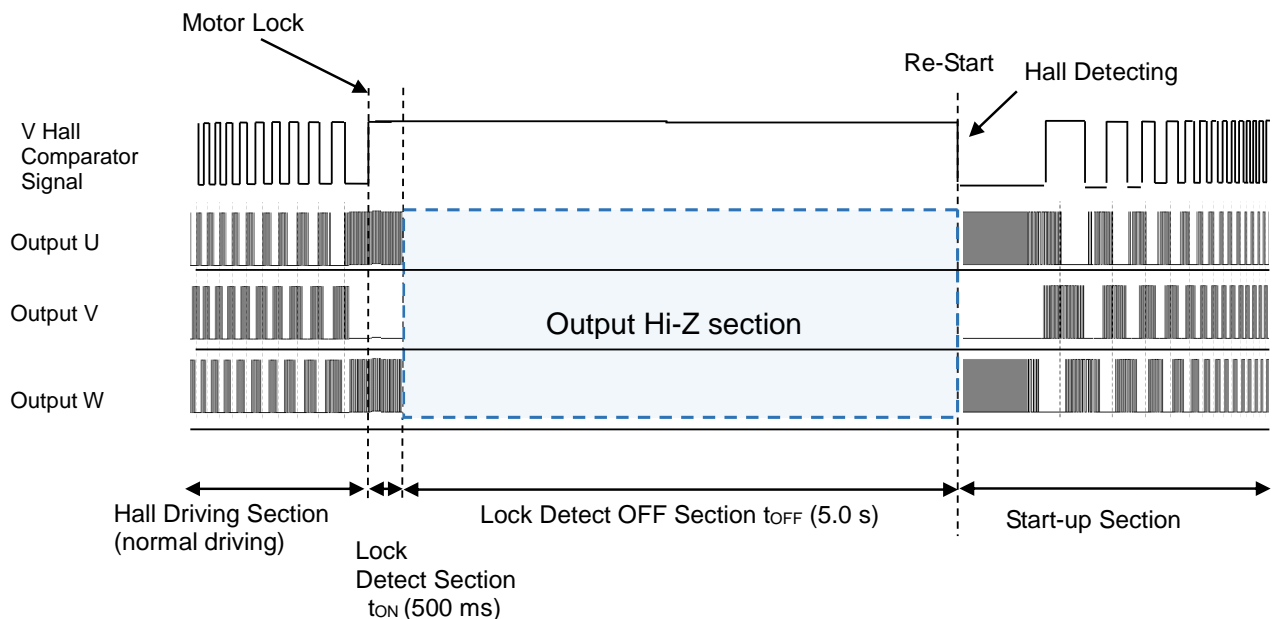 Motor Lock
Re-Start
Hall Detecting
V Hall
Comparator
Signal
Output U
Output V
Output Hi-Z section
Output W
Hall Driving Section
(normal driving)
Lock Detect OFF Section tOFF (5.0 s)
Start-up Section
Lock
Detect Section
tON (500 ms)